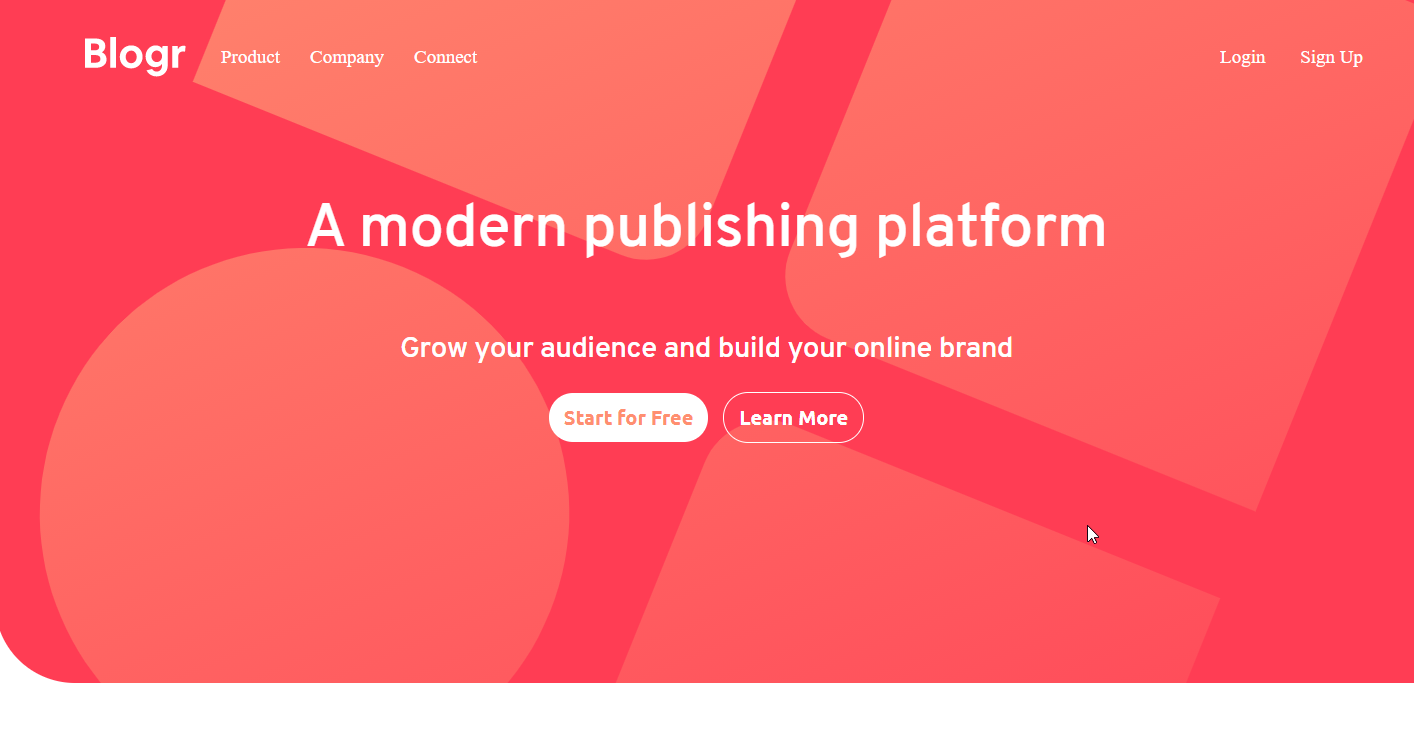 Blogr Product Company Connect Login Sign Up
A modern publishing platform
Grow your audience and build your online brand
Start for Free Learn More